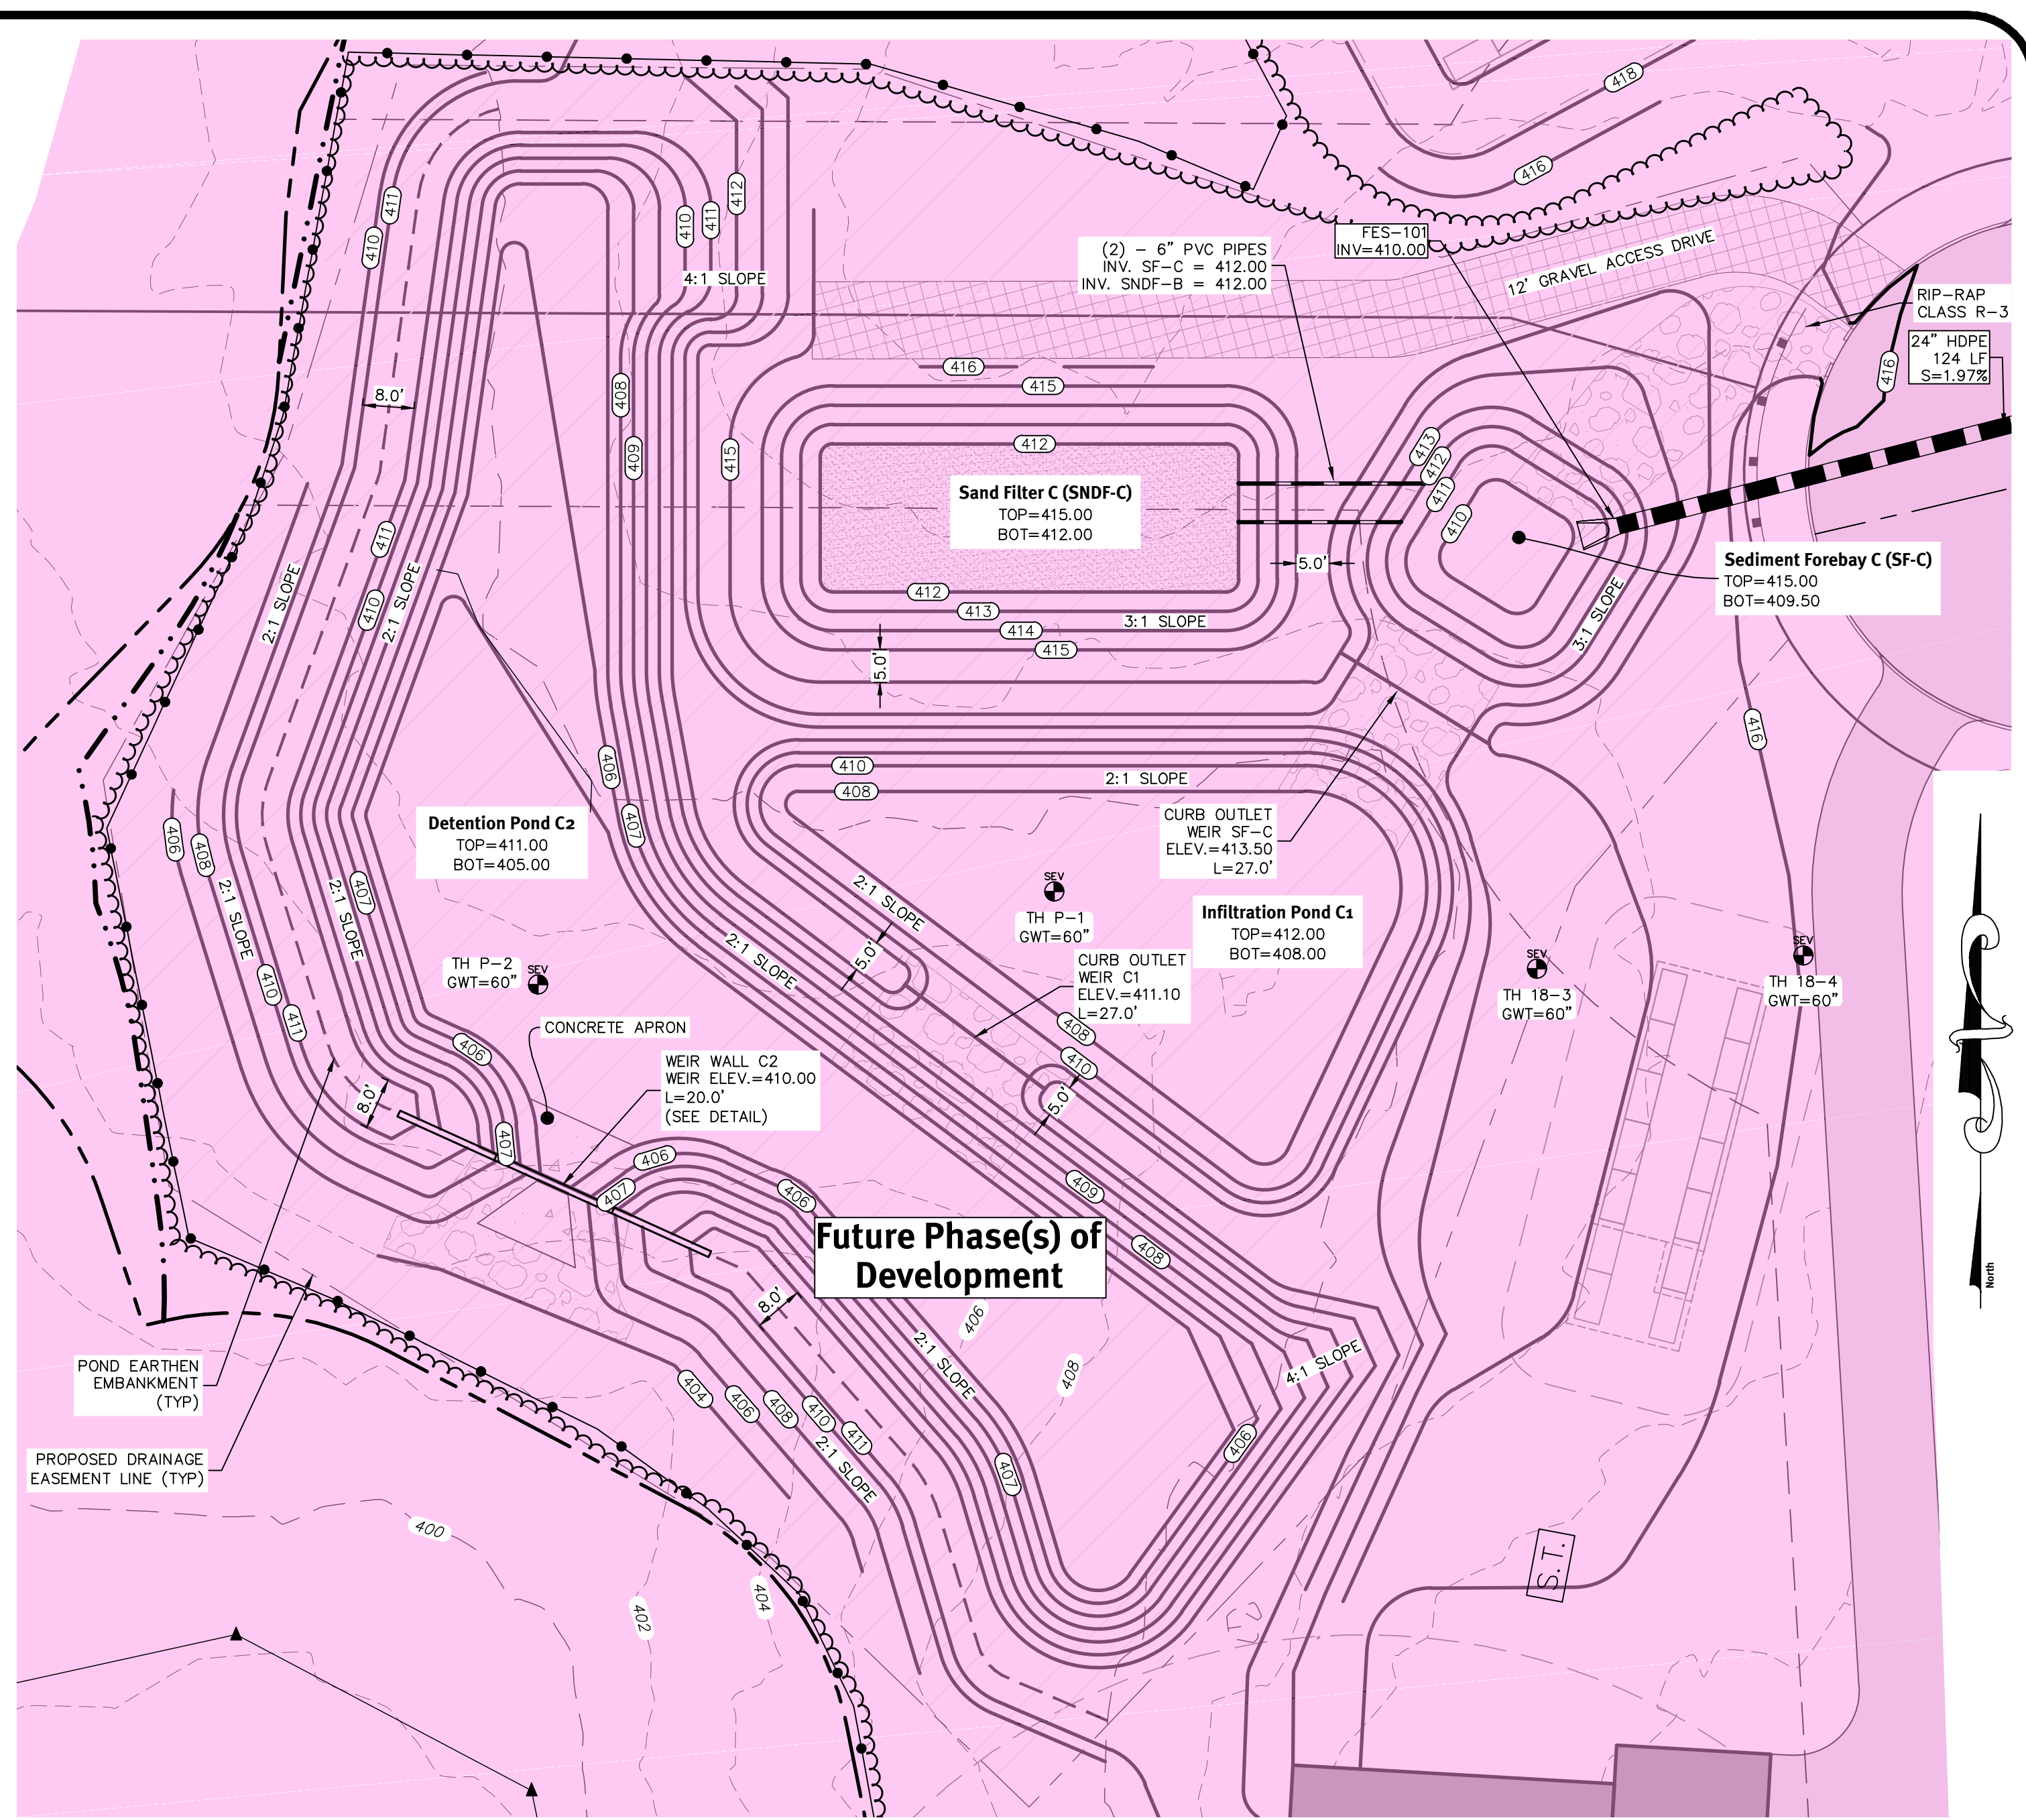 418
416
411
410
410
411
412
4:1 SLOPE
(2) - 6" PVC PIPES
INV. SF-C = 412.00
INV. SNDF-B = 412.00
FES-101
INV=410.00
12' GRAVEL ACCESS DRIVE
RIP-RAP
CLASS R-3
24" HDPE
124 LF
S=1.97%
416
8.0'
408
409
416
415
415
412
Sand Filter C (SNDF-C)
TOP=415.00
BOT=412.00
412
413
414
415
3:1 SLOPE
5.0'
5.0'
413
412
411
410
3:1 SLOPE
Sediment Forebay C (SF-C)
TOP=415.00
BOT=409.50
2:1 SLOPE
411
410
2:1 SLOPE
416
406
407
410
408
2:1 SLOPE
CURB OUTLET
WEIR SF-C
ELEV.=413.50
L=27.0'
Detention Pond C2
TOP=411.00
BOT=405.00
406
408
2:1 SLOPE
2:1 SLOPE
407
410
411
2:1 SLOPE
2:1 SLOPE
5.0'
SEV
TH P-1
GWT=60"
Infiltration Pond C1
TOP=412.00
BOT=408.00
CURB OUTLET
WEIR C1
ELEV.=411.10
L=27.0'
SEV
TH P-2
GWT=60"
SEV
TH 18-3
GWT=60"
SEV
TH 18-4
GWT=60"
408
410
5.0'
CONCRETE APRON
WEIR WALL C2
WEIR ELEV.=410.00
L=20.0'
(SEE DETAIL)
406
8.0'
407
406
407
406
409
408
Future Phase(s) of
Development
8.0'
406
408
2:1 SLOPE
4:1 SLOPE
North
POND EARTHEN
EMBANKMENT
(TYP)
PROPOSED DRAINAGE
EASEMENT LINE (TYP)
404
406
408
410
411
2:1 SLOPE
407
406
400
402
404
S.T.